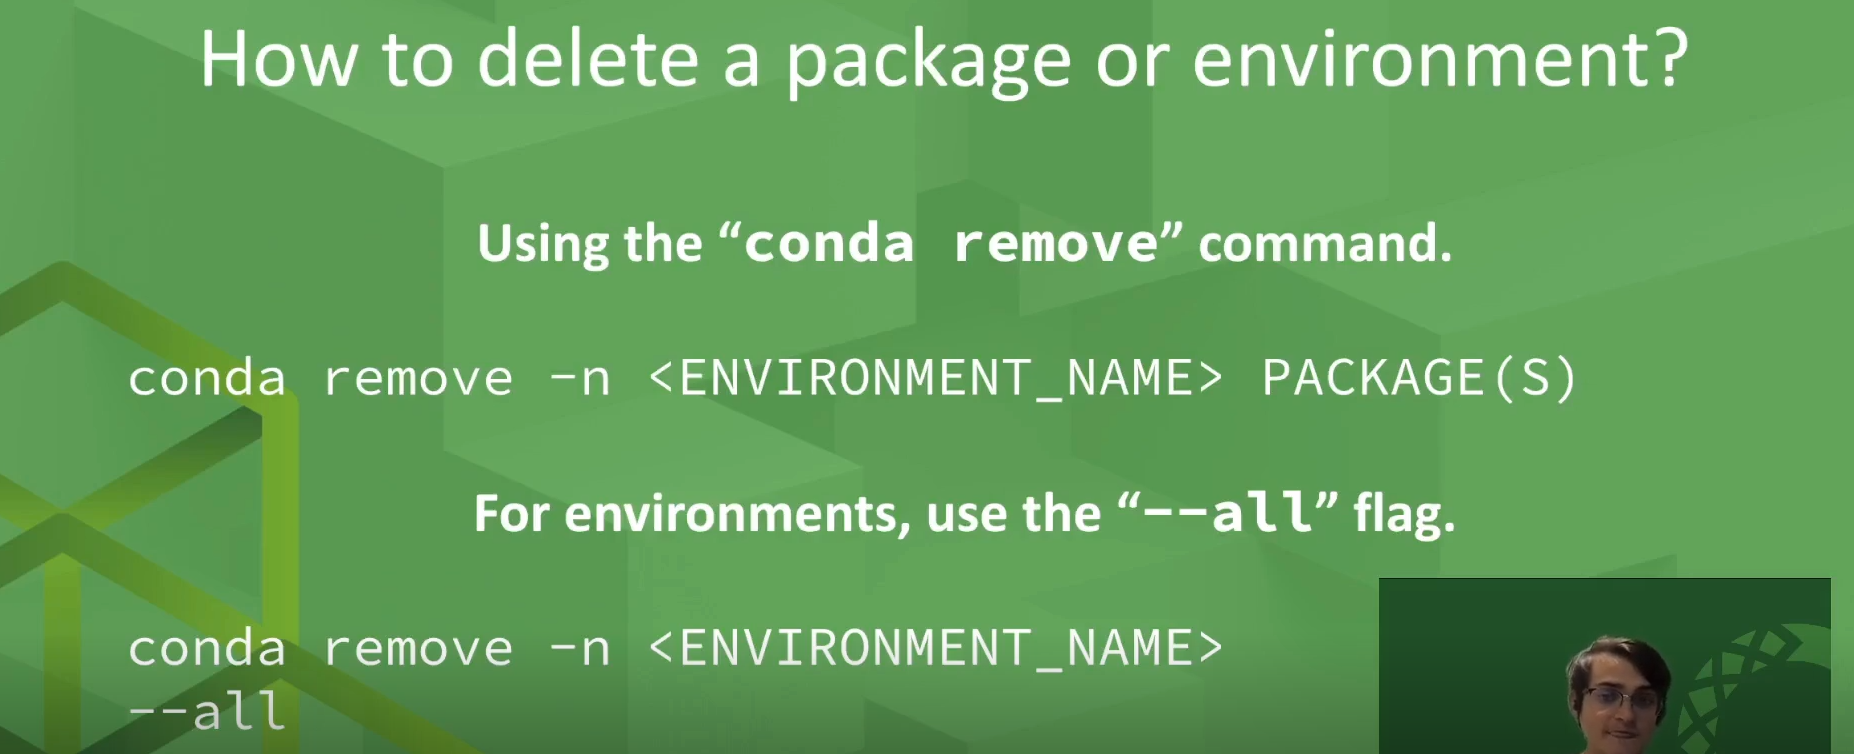 How to delete a package or environment?
Using the “conda remove” command.
conda remove -n <ENVIRONMENT_NAME> PACKAGE(S)
For environments, use the “--all” flag.
conda remove -n <ENVIRONMENT_NAME>
--all